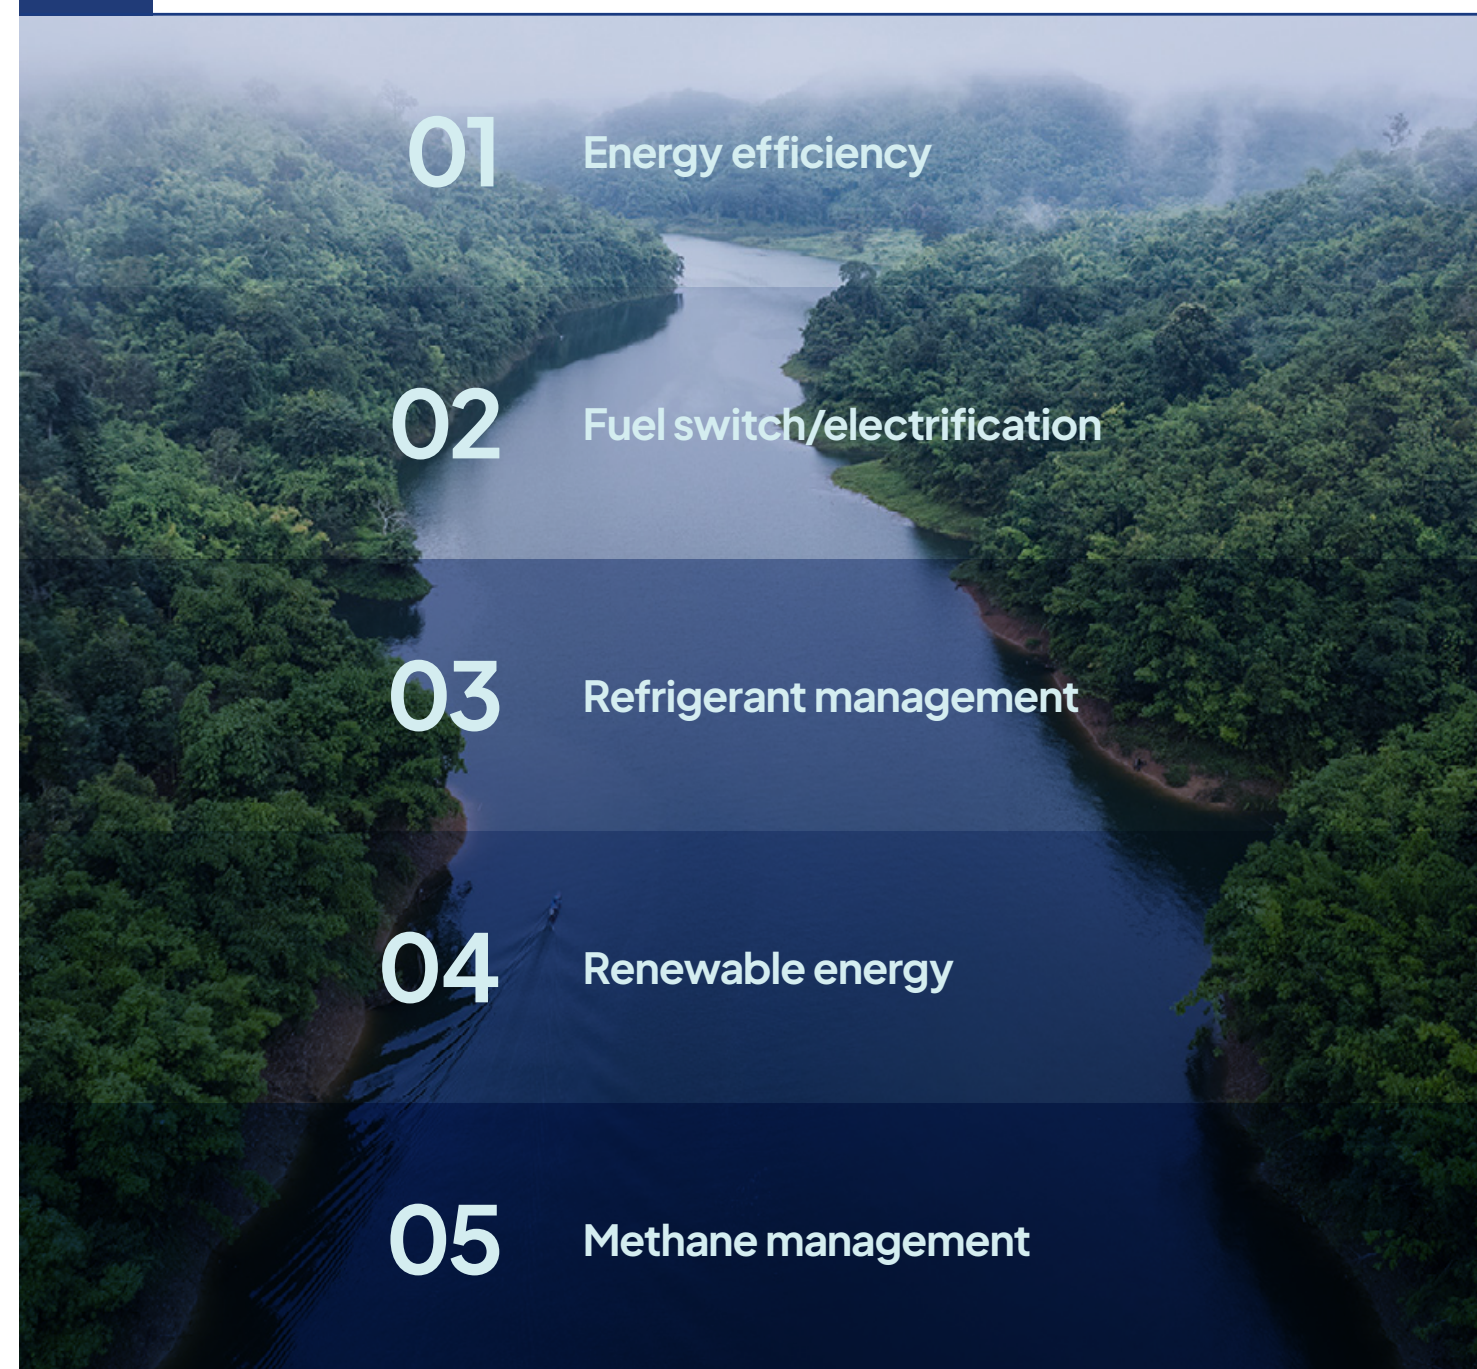 01 Energy efficiency
02 Fuel switch/electrification
03 Refrigerant management
04 Renewable energy
05 Methane management